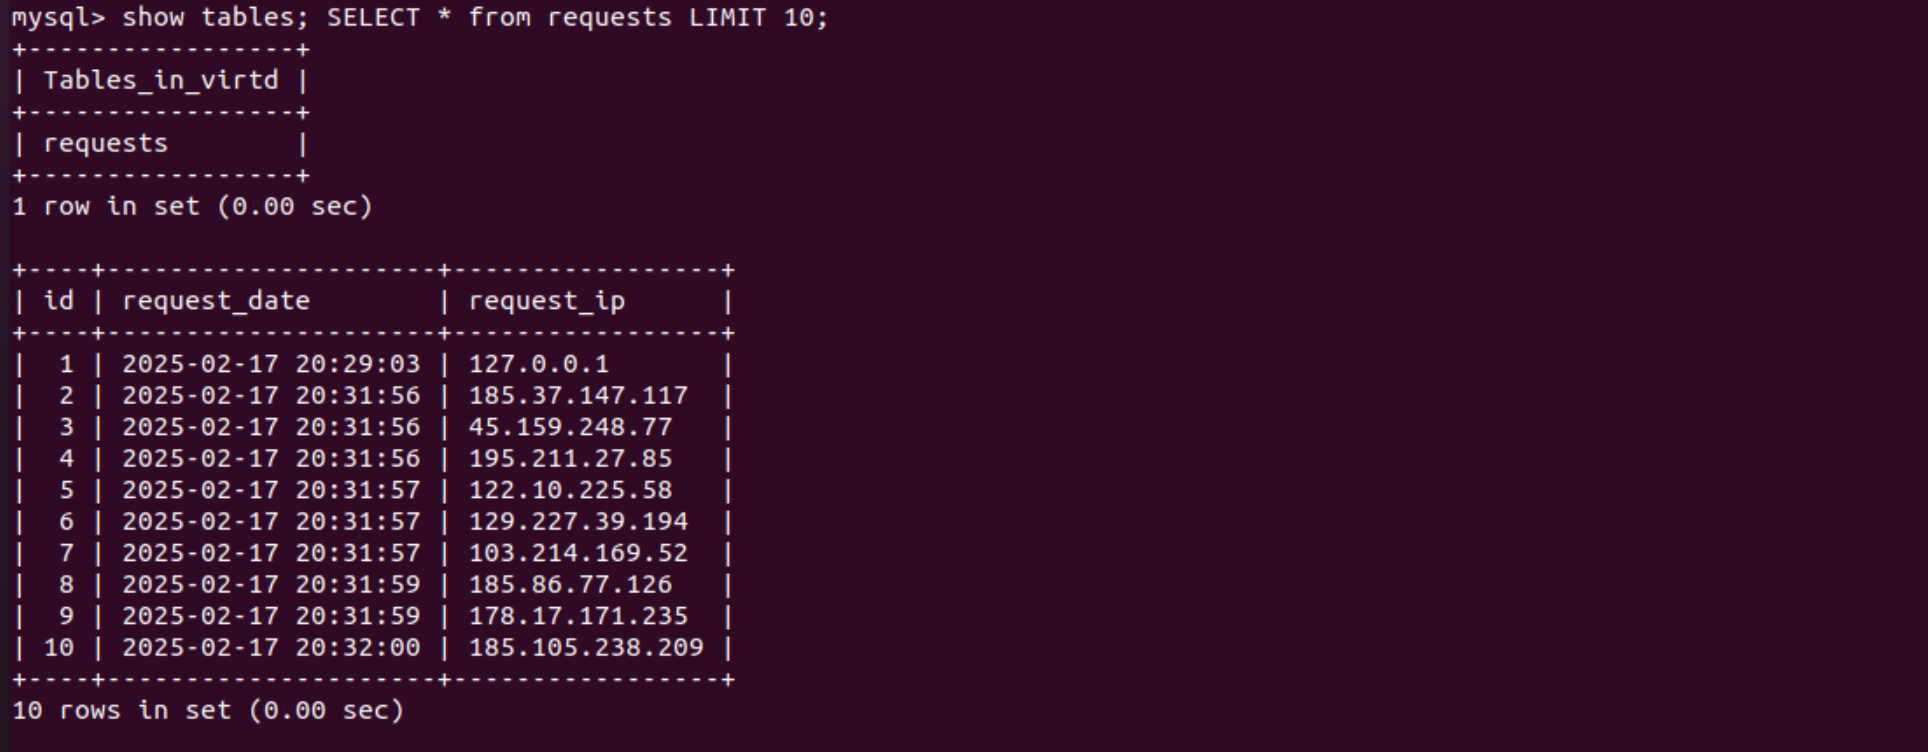 mysql> show tables; SELECT * from requests LIMIT 10;
+-----------------+
| Tables_in_virtd |
+-----------------+
| requests        |
+-----------------+
1 row in set (0.00 sec)

+----+---------------------+-----------------+
| id | request_date        | request_ip      |
+----+---------------------+-----------------+
|  1 | 2025-02-17 20:29:03 | 127.0.0.1       |
|  2 | 2025-02-17 20:31:56 | 185.37.147.117  |
|  3 | 2025-02-17 20:31:56 | 45.159.248.77   |
|  4 | 2025-02-17 20:31:56 | 195.211.27.85   |
|  5 | 2025-02-17 20:31:57 | 122.10.225.58   |
|  6 | 2025-02-17 20:31:57 | 129.227.39.194  |
|  7 | 2025-02-17 20:31:57 | 103.214.169.52  |
|  8 | 2025-02-17 20:31:59 | 185.86.77.126   |
|  9 | 2025-02-17 20:31:59 | 178.17.171.235  |
| 10 | 2025-02-17 20:32:00 | 185.105.238.209 |
+----+---------------------+-----------------+
10 rows in set (0.00 sec)